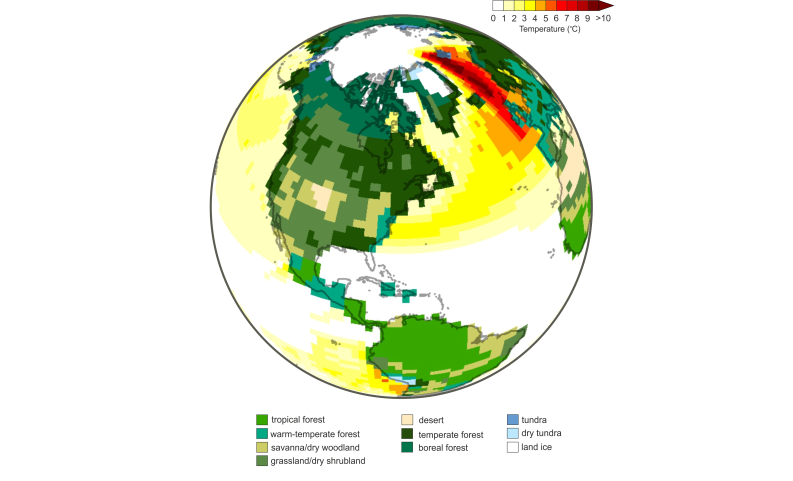 0 1 2 3 4 5 6 7 8 9 >10
Temperature (°C)
tropical forest
warm-temperate forest
savanna/dry woodland
grassland/dry shrubland
desert
temperate forest
boreal forest
tundra
dry tundra
land ice